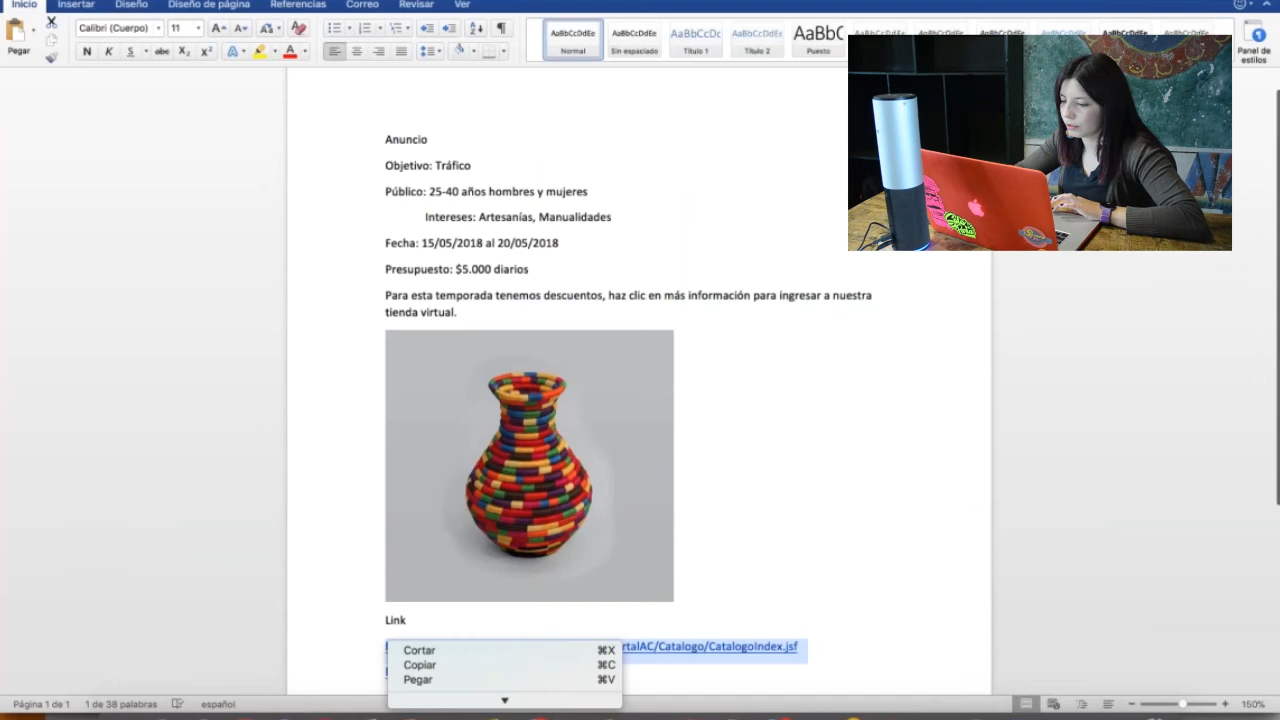 Inicio Insertar Diseño Diseño de página Referencias Correo Revisar Ver
Calibri (Cuerpo) 11
Pegar
N K S abc X₂ X²
AaBbCcDdEe AaBbCcDdEe AaBbCcDc AaBbCcDdEe AaBbC
Normal Sin espaciado Título 1 Título 2 Puesto
Panel de
estilos
Anuncio
Objetivo: Tráfico
Público: 25-40 años hombres y mujeres
Intereses: Artesanías, Manualidades
Fecha: 15/05/2018 al 20/05/2018
Presupuesto: $5.000 diarios
Para esta temporada tenemos descuentos, haz clic en más información para ingresar a nuestra
tienda virtual.
Link
rtalAC/Catalogo/CatalogoIndex.jsf
Cortar ⌘X
Copiar ⌘C
Pegar ⌘V
Página 1 de 1 1 de 38 palabras español 150%